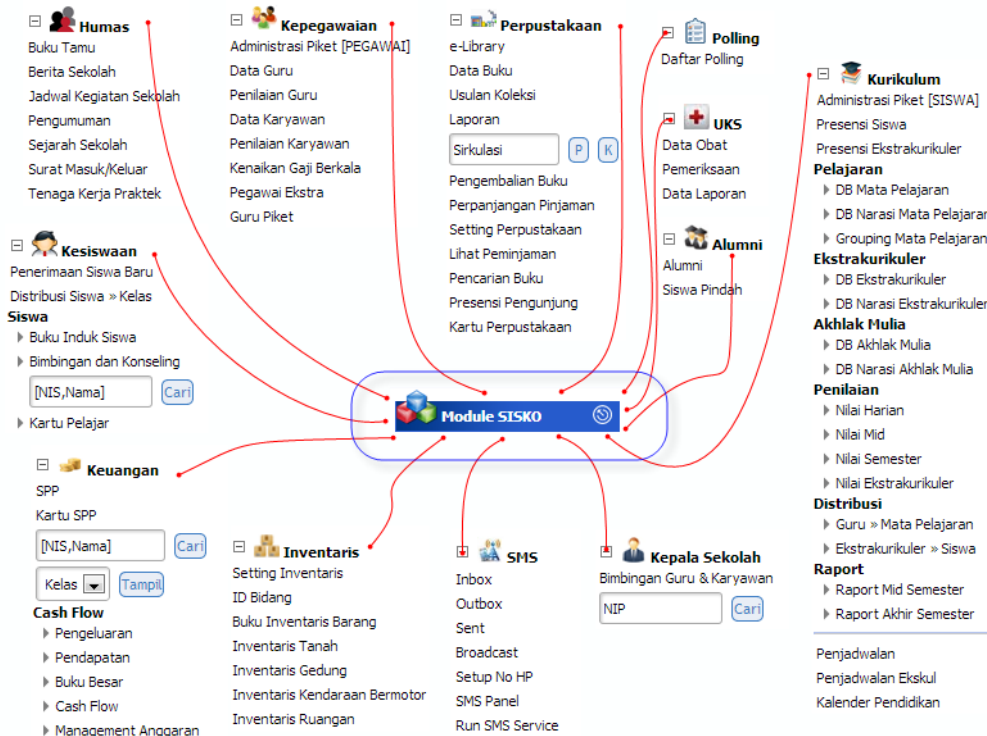 Humas
Buku Tamu
Berita Sekolah
Jadwal Kegiatan Sekolah
Pengumuman
Sejarah Sekolah
Surat Masuk/Keluar
Tenaga Kerja Praktek
Kepegawaian
Administrasi Piket [PEGAWAI]
Data Guru
Penilaian Guru
Data Karyawan
Penilaian Karyawan
Kenaikan Gaji Berkala
Pegawai Ekstra
Guru Piket
Perpustakaan
e-Library
Data Buku
Usulan Koleksi
Laporan
Sirkulasi P K
Pengembalian Buku
Perpanjangan Pinjaman
Setting Perpustakaan
Lihat Peminjaman
Pencarian Buku
Presensi Pengunjung
Kartu Perpustakaan
Polling
Daftar Polling
UKS
Data Obat
Pemeriksaan
Data Laporan
Alumni
Alumni
Siswa Pindah
Kurikulum
Administrasi Piket [SISWA]
Presensi Siswa
Presensi Ekstrakurikuler
Pelajaran
DB Mata Pelajaran
DB Narasi Mata Pelajaran
Grouping Mata Pelajaran
Ekstrakurikuler
DB Ekstrakurikuler
DB Narasi Ekstrakurikuler
Akhlak Mulia
DB Akhlak Mulia
DB Narasi Akhlak Mulia
Penilaian
Nilai Harian
Nilai Mid
Nilai Semester
Nilai Ekstrakurikuler
Distribusi
Guru » Mata Pelajaran
Ekstrakurikuler » Siswa
Raport
Raport Mid Semester
Raport Akhir Semester
Penjadwalan
Penjadwalan Ekskul
Kalender Pendidikan
Kesiswaan
Penerimaan Siswa Baru
Distribusi Siswa » Kelas
Siswa
Buku Induk Siswa
Bimbingan dan Konseling
[NIS,Nama] Cari
Kartu Pelajar
Module SISKO
Keuangan
SPP
Kartu SPP
[NIS,Nama] Cari
Kelas Tampil
Cash Flow
Pengeluaran
Pendapatan
Buku Besar
Cash Flow
Management Anggaran
Inventaris
Setting Inventaris
ID Bidang
Buku Inventaris Barang
Inventaris Tanah
Inventaris Gedung
Inventaris Kendaraan Bermotor
Inventaris Ruangan
SMS
Inbox
Outbox
Sent
Broadcast
Setup No HP
SMS Panel
Run SMS Service
Kepala Sekolah
Bimbingan Guru & Karyawan
NIP Cari